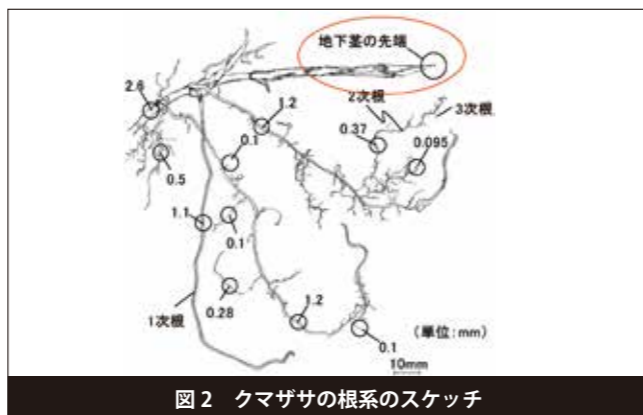 地下茎の先端
2次根
3次根
2.6
1.2
0.37
0.095
0.1
0.5
1.1
0.1
1次根
0.28
1.2
0.1
(単位:mm)
10mm
図2 クマザサの根系のスケッチ